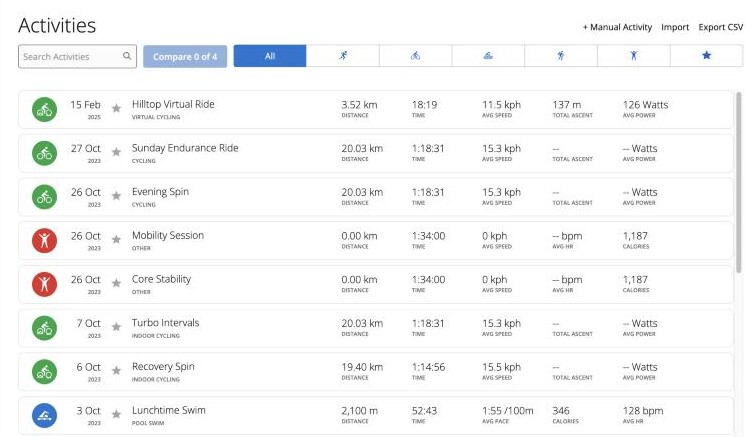 Activities
+ Manual Activity Import Export CSV
Search Activities Compare 0 of 4 All
15 Feb Hilltop Virtual Ride 3.52 km 18:19 11.5 kph 137 m 126 Watts
2025 VIRTUAL CYCLING DISTANCE TIME AVG SPEED TOTAL ASCENT AVG POWER
27 Oct Sunday Endurance Ride 20.03 km 1:18:31 15.3 kph -- -- Watts
2023 CYCLING DISTANCE TIME AVG SPEED TOTAL ASCENT AVG POWER
26 Oct Evening Spin 20.03 km 1:18:31 15.3 kph -- -- Watts
2023 CYCLING DISTANCE TIME AVG SPEED TOTAL ASCENT AVG POWER
26 Oct Mobility Session 0.00 km 1:34:00 0 kph -- bpm 1,187
2023 OTHER DISTANCE TIME AVG SPEED AVG HR CALORIES
26 Oct Core Stability 0.00 km 1:34:00 0 kph -- bpm 1,187
2023 OTHER DISTANCE TIME AVG SPEED AVG HR CALORIES
7 Oct Turbo Intervals 20.03 km 1:18:31 15.3 kph -- -- Watts
2023 INDOOR CYCLING DISTANCE TIME AVG SPEED TOTAL ASCENT AVG POWER
6 Oct Recovery Spin 19.40 km 1:14:56 15.5 kph -- -- Watts
2023 INDOOR CYCLING DISTANCE TIME AVG SPEED TOTAL ASCENT AVG POWER
3 Oct Lunchtime Swim 2,100 m 52:43 1:55 /100m 346 128 bpm
2023 POOL SWIM DISTANCE TIME AVG PACE CALORIES AVG HR